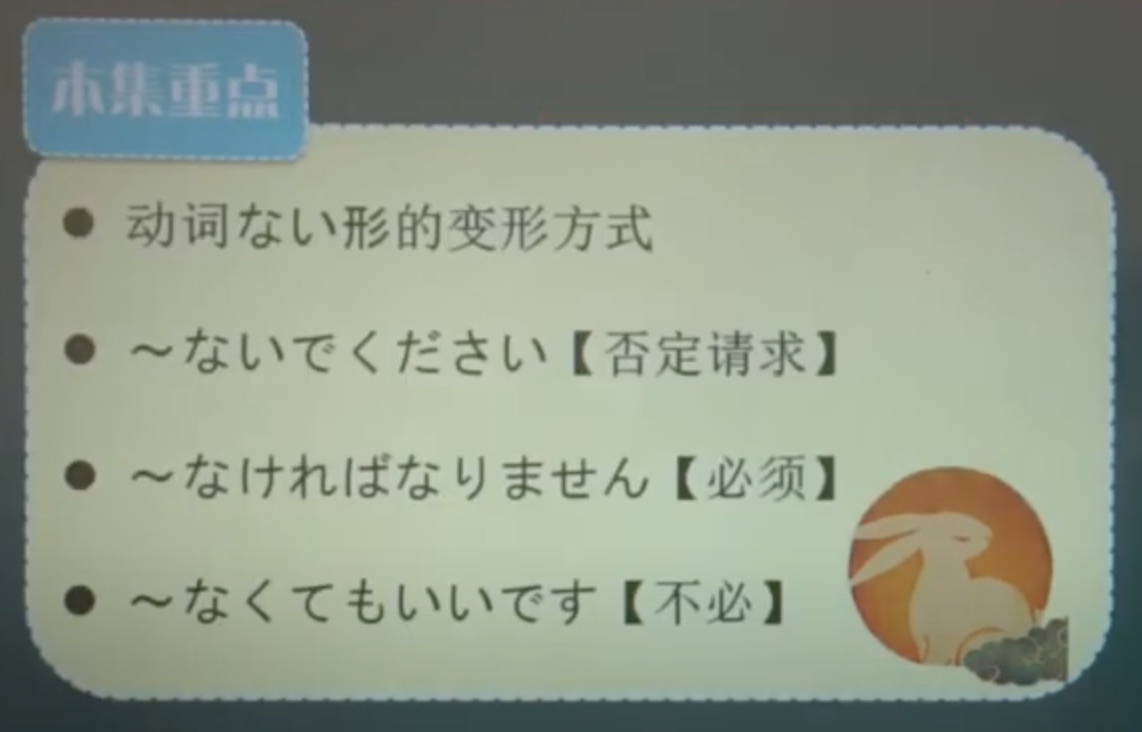 本集重点
● 动词ない形的变形方式
● ～ないでください【否定请求】
● ～なければなりません【必须】
● ～なくてもいいです【不必】